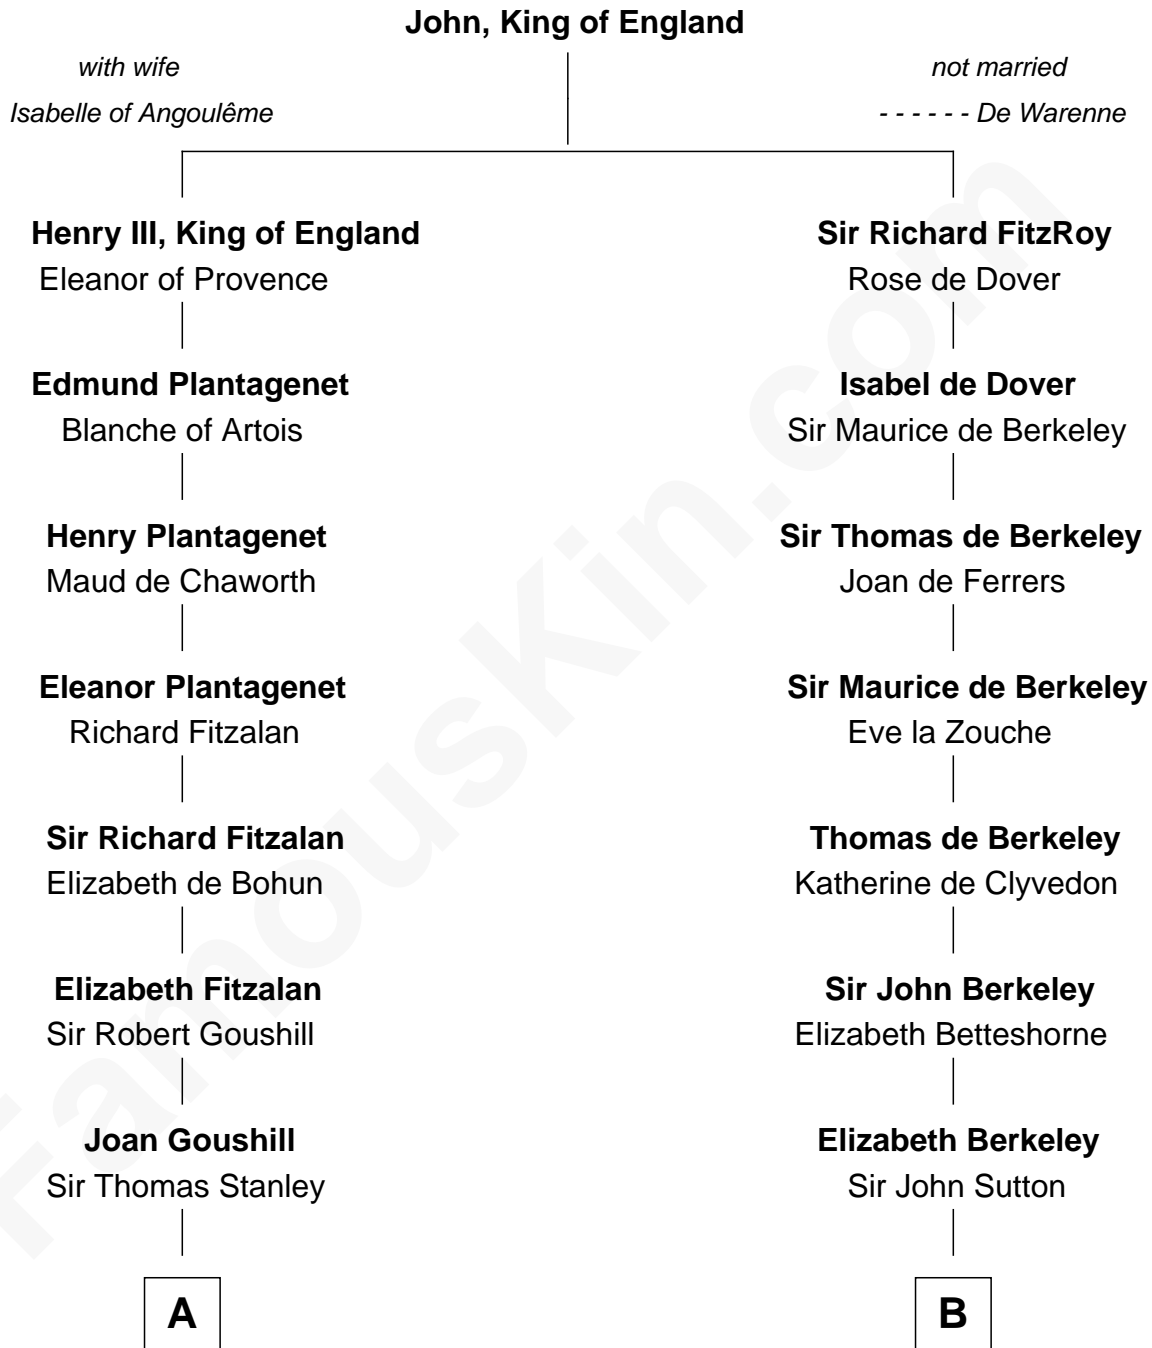 John, King of England
with wife
Isabelle of Angoulême
not married
- - - - - - De Warenne
Henry III, King of England
Eleanor of Provence
Sir Richard FitzRoy
Rose de Dover
Edmund Plantagenet
Blanche of Artois
Isabel de Dover
Sir Maurice de Berkeley
Henry Plantagenet
Maud de Chaworth
Sir Thomas de Berkeley
Joan de Ferrers
Eleanor Plantagenet
Richard Fitzalan
Sir Maurice de Berkeley
Eve la Zouche
Sir Richard Fitzalan
Elizabeth de Bohun
Thomas de Berkeley
Katherine de Clyvedon
Elizabeth Fitzalan
Sir Robert Goushill
Sir John Berkeley
Elizabeth Betteshorne
Joan Goushill
Sir Thomas Stanley
Elizabeth Berkeley
Sir John Sutton
A
B
FamousKin.com